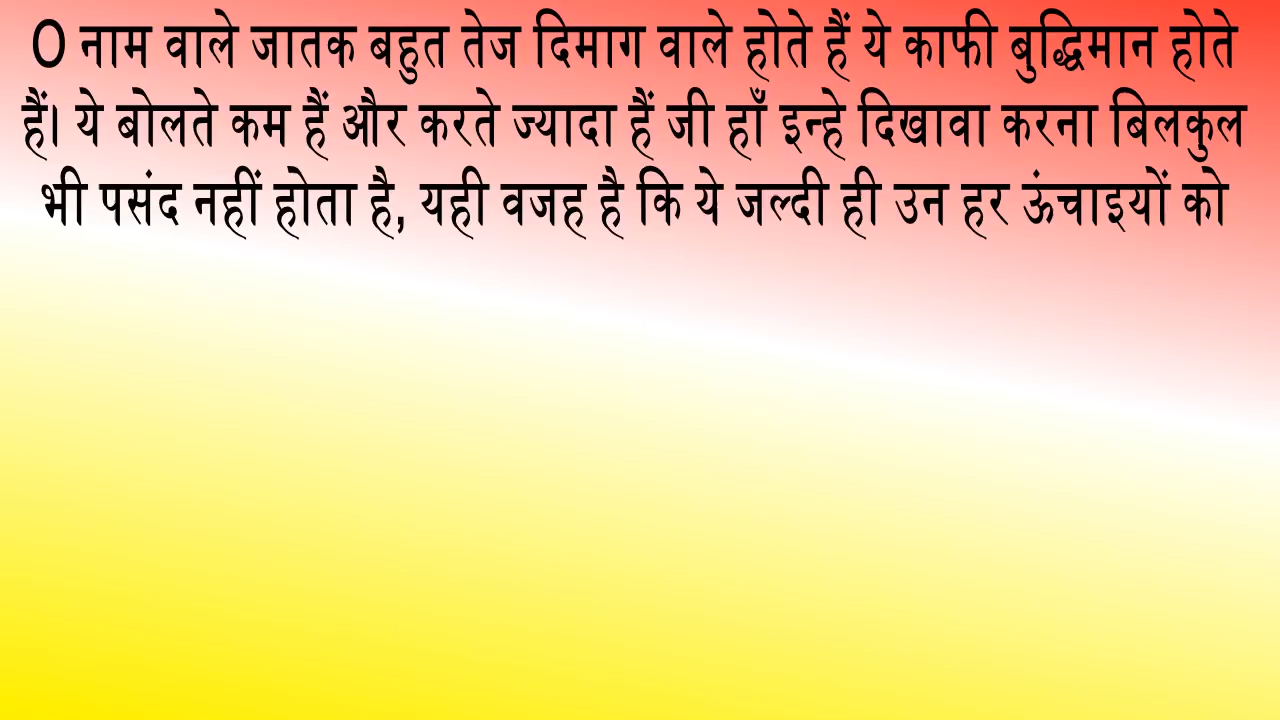 O नाम वाले जातक बहुत तेज दिमाग वाले होते हैं ये काफी बुद्धिमान होते
हैं। ये बोलते कम हैं और करते ज्यादा हैं जी हाँ इन्हे दिखावा करना बिलकुल
भी पसंद नहीं होता है, यही वजह है कि ये जल्दी ही उन हर ऊंचाइयों को